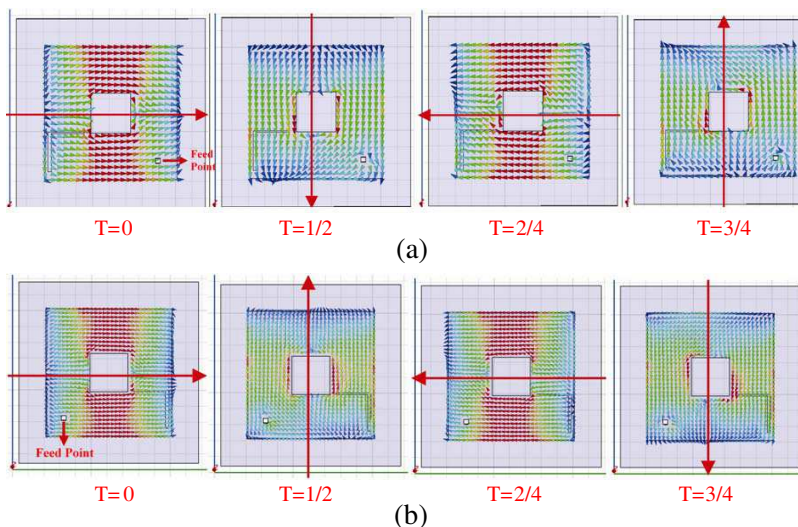 Feed
Point
T=0 T=1/2 T=2/4 T=3/4
(a)
Feed Point
T=0 T=1/2 T=2/4 T=3/4
(b)